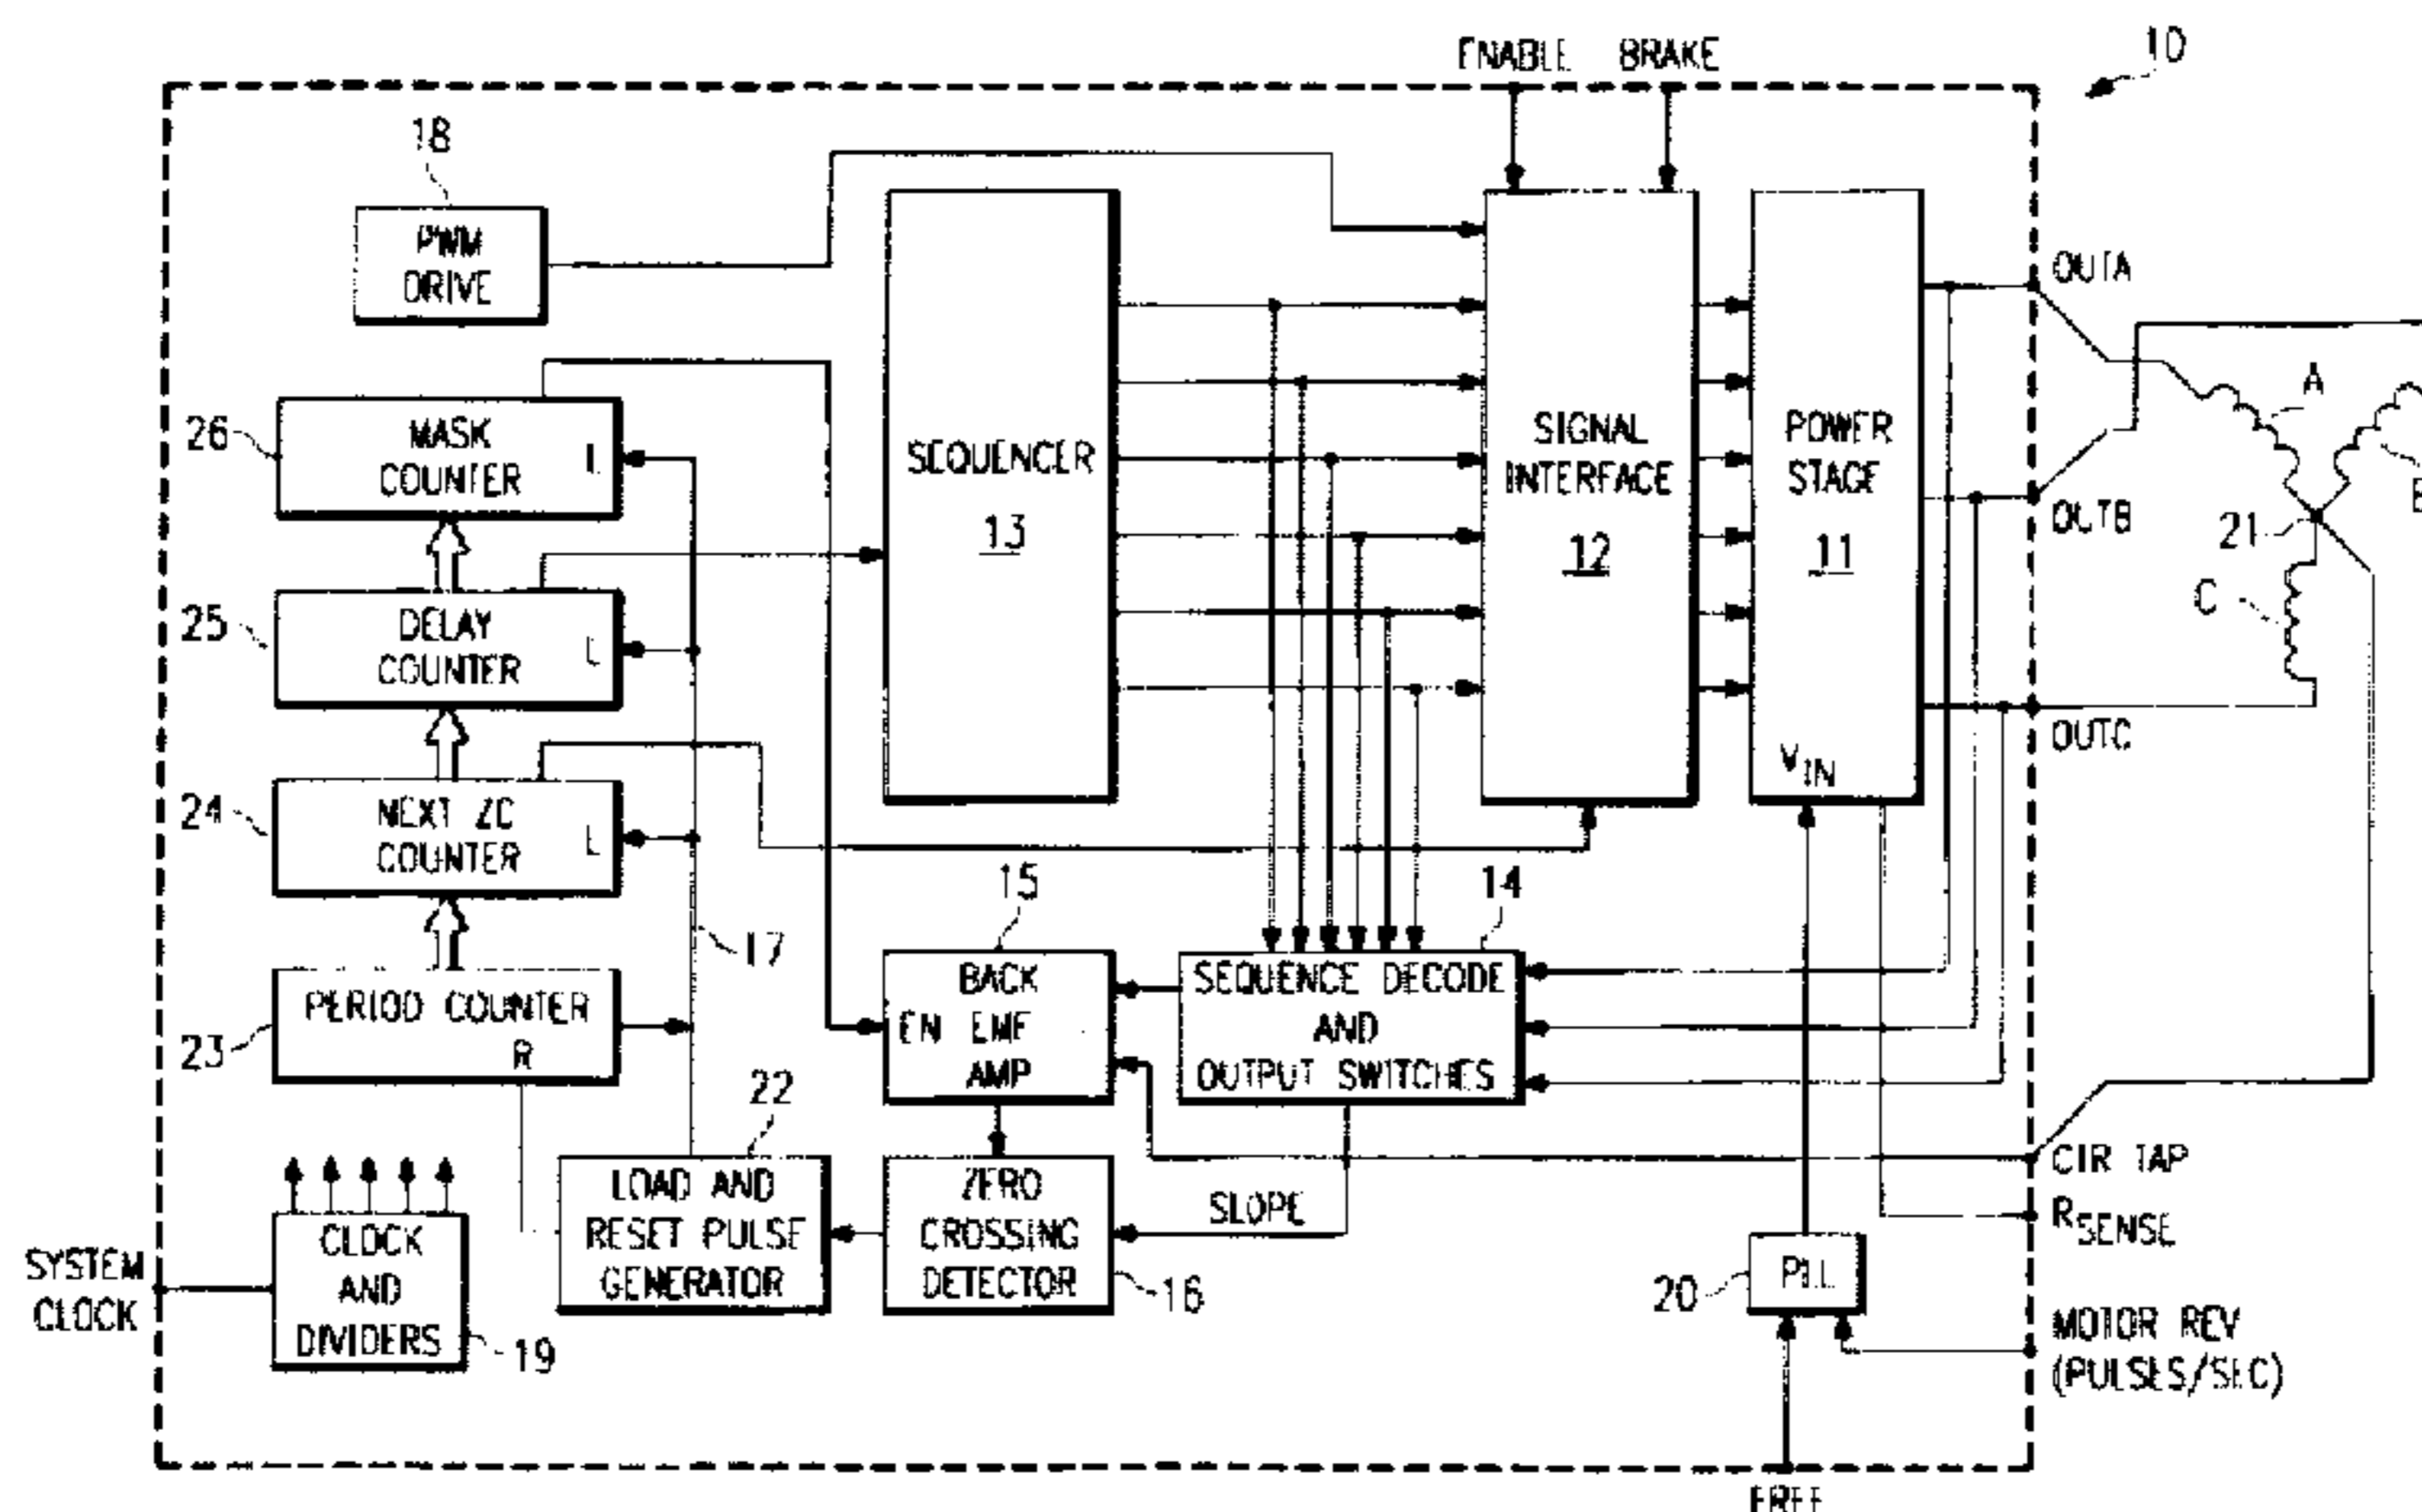 ENABLE BRAKE
10
18
PWM
DRIVE
OUTA
A
26
MASK
COUNTER
L
SEQUENCER
13
SIGNAL
INTERFACE
12
POWER
STAGE
11
V IN
OUTB
21
B
25
DELAY
COUNTER
L
C
OUTC
24
NEXT ZC
COUNTER
L
15
14
17
BACK
EN EMF
AMP
SEQUENCE DECODE
AND
OUTPUT SWITCHES
PERIOD COUNTER
R
23
22
LOAD AND
RESET PULSE
GENERATOR
ZERO
CROSSING
DETECTOR
16
SLOPE
CTR TAP
R SENSE
SYSTEM
CLOCK
CLOCK
AND
DIVIDERS
19
20
PLL
MOTOR REV
(PULSES/SEC)